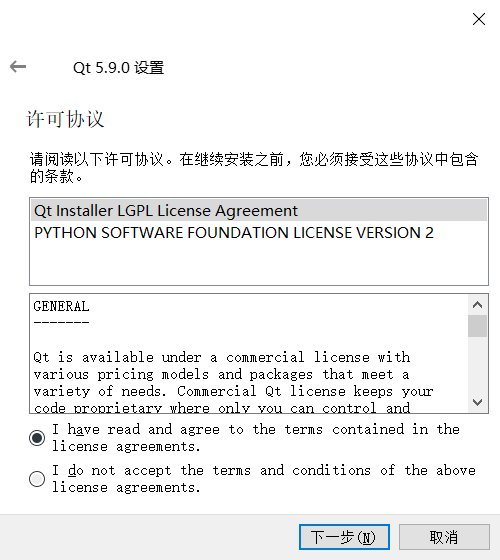 Qt 5.9.0 设置
许可协议
请阅读以下许可协议。在继续安装之前，您必须接受这些协议中包含
的条款。
Qt Installer LGPL License Agreement
PYTHON SOFTWARE FOUNDATION LICENSE VERSION 2
GENERAL
-------
Qt is available under a commercial license with
various pricing models and packages that meet a
variety of needs. Commercial Qt license keeps your
code proprietary where only you can control and
I have read and agree to the terms contained in the
license agreements.
I do not accept the terms and conditions of the above
license agreements.
下一步(N)
取消